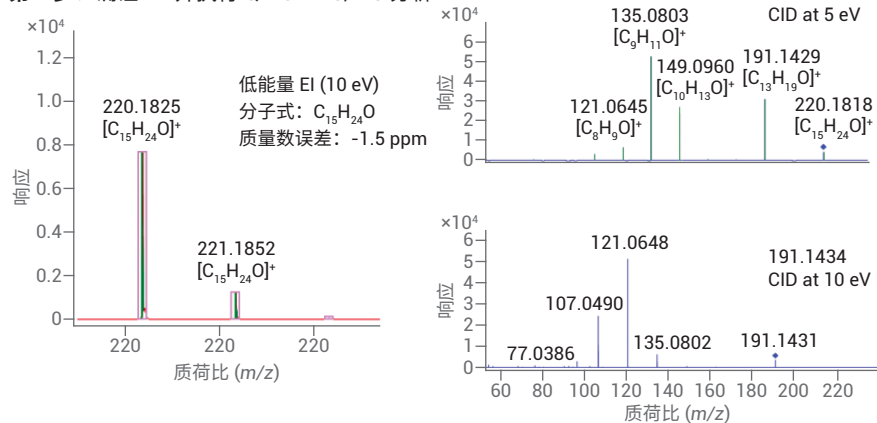 ×10⁴
1.2
1.0
0.8
0.6
0.4
0.2
0
响应
220.1825
[C₁₅H₂₄O]⁺
221.1852
[C₁₅H₂₄O]⁺
低能量 EI (10 eV)
分子式：C₁₅H₂₄O
质量数误差：-1.5 ppm
220 220 220
质荷比 (m/z)
×10⁴
6
5
4
3
2
1
0
响应
CID at 5 eV
135.0803
[C₉H₁₁O]⁺
149.0960
[C₁₀H₁₃O]⁺
191.1429
[C₁₃H₁₉O]⁺
121.0645
[C₈H₉O]⁺
220.1818
[C₁₅H₂₄O]⁺
×10⁴
6
5
4
3
2
1
0
响应
121.0648
191.1434
CID at 10 eV
107.0490
77.0386
135.0802
191.1431
60 80 100 120 140 160 180 200 220
质荷比 (m/z)